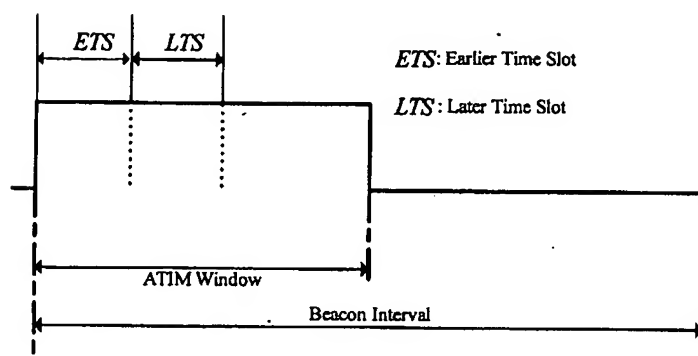 ETS
LTS
ETS: Earlier Time Slot
LTS: Later Time Slot
ATIM Window
Beacon Interval